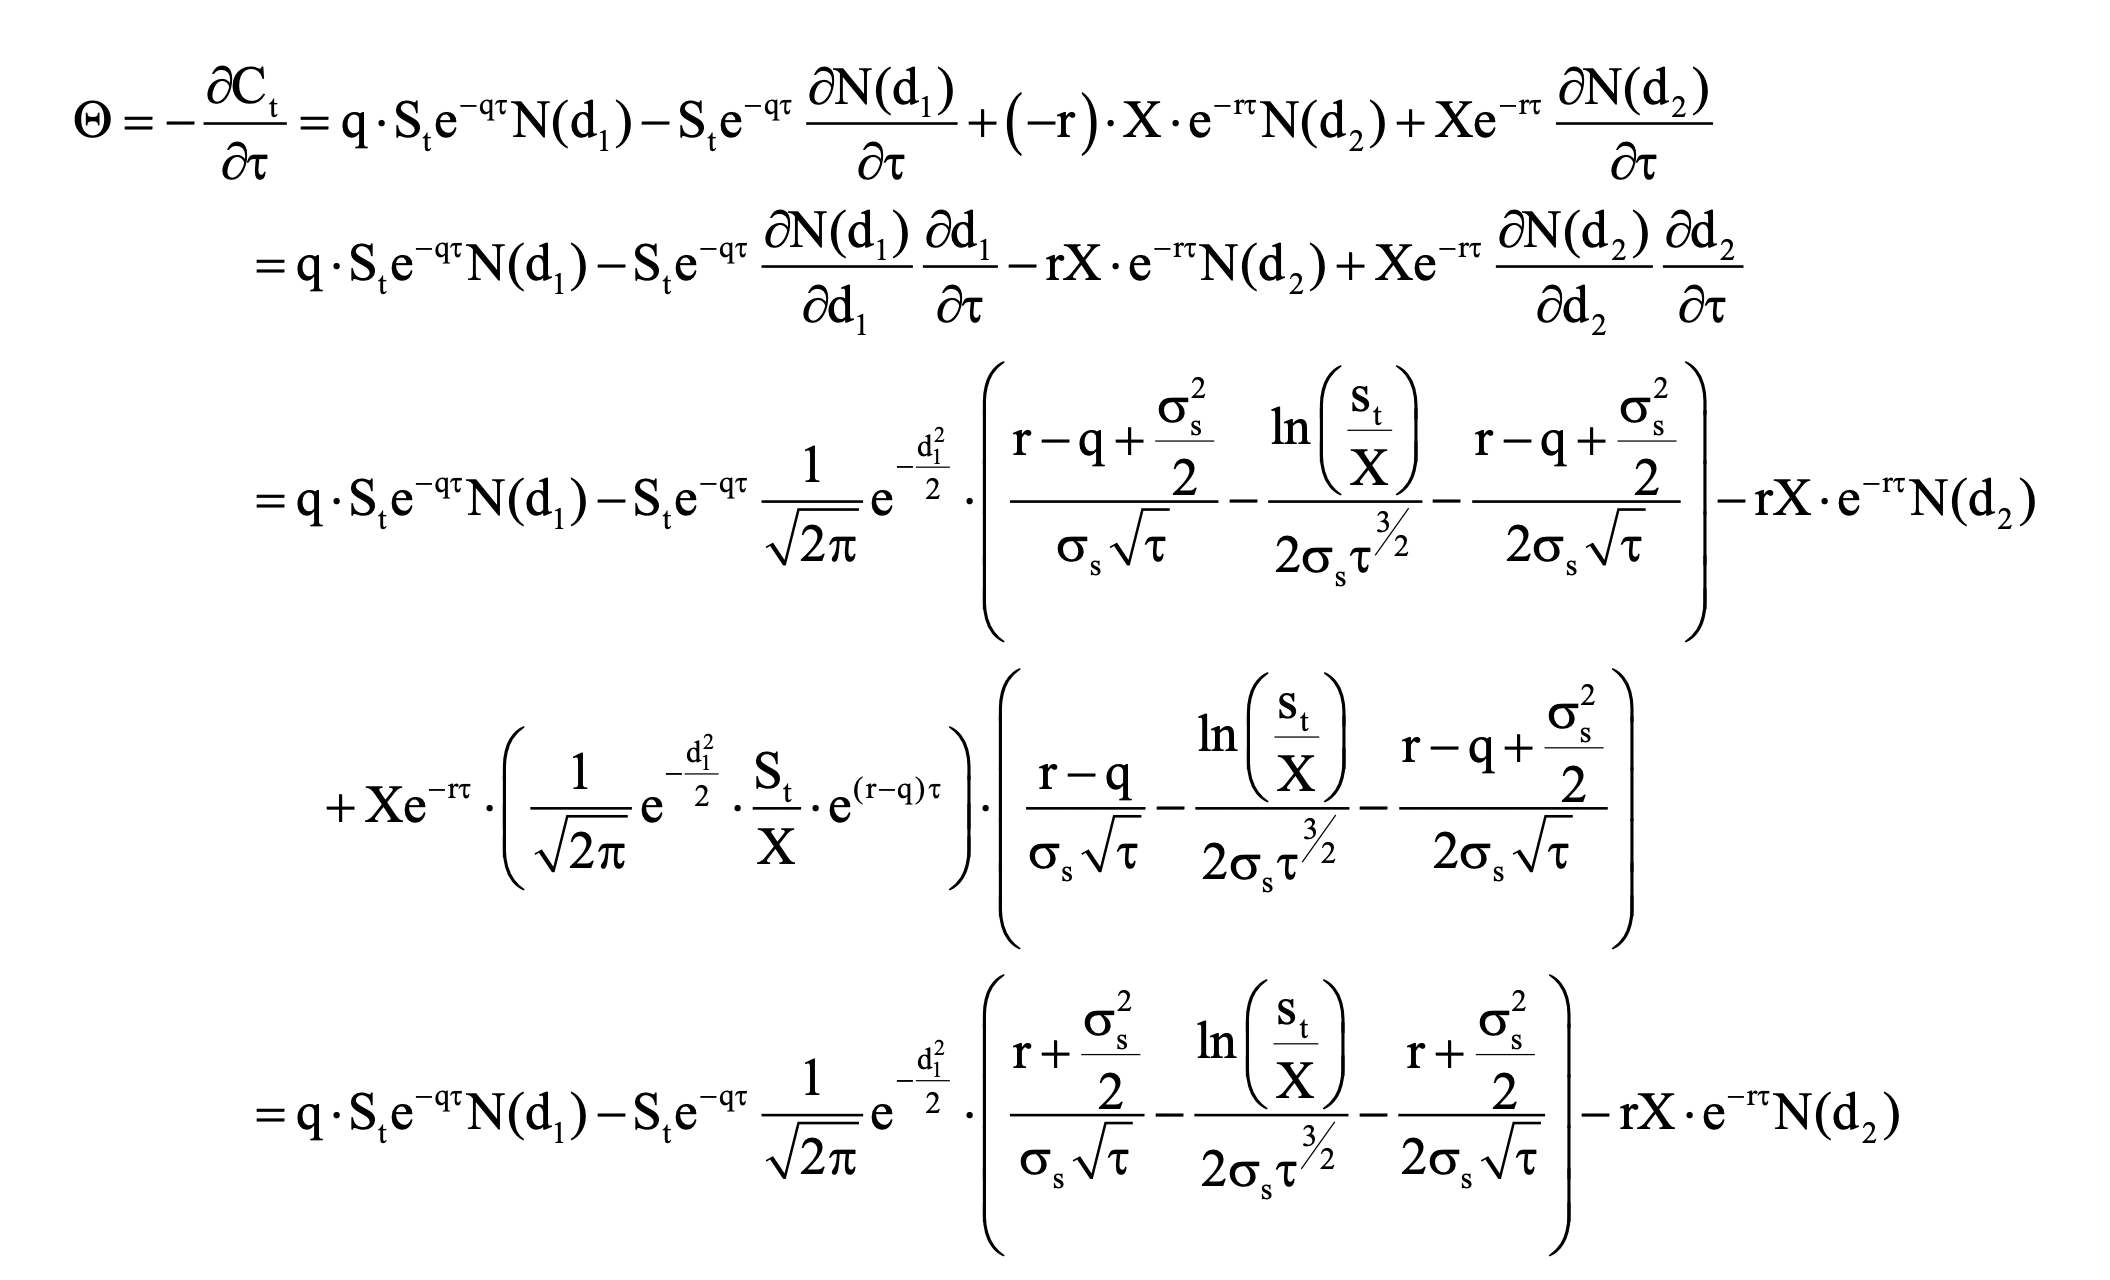 Θ = −∂C_t/∂τ = q·S_t e^{−qτ}N(d_1) − S_t e^{−qτ} ∂N(d_1)/∂τ + (−r)·X·e^{−rτ}N(d_2) + Xe^{−rτ} ∂N(d_2)/∂τ
= q·S_t e^{−qτ}N(d_1) − S_t e^{−qτ} ∂N(d_1)/∂d_1 ∂d_1/∂τ − rX·e^{−rτ}N(d_2) + Xe^{−rτ} ∂N(d_2)/∂d_2 ∂d_2/∂τ
= q·S_t e^{−qτ}N(d_1) − S_t e^{−qτ} 1/√(2π) e^{−d_1^2/2} · ((r − q + σ_s^2/2)/(σ_s√τ) − ln(s_t/X)/(2σ_s τ^{3/2}) − (r − q + σ_s^2/2)/(2σ_s√τ)) − rX·e^{−rτ}N(d_2)
+ Xe^{−rτ} · (1/√(2π) e^{−d_1^2/2} · S_t/X · e^{(r−q)τ}) · ((r − q)/(σ_s√τ) − ln(s_t/X)/(2σ_s τ^{3/2}) − (r − q + σ_s^2/2)/(2σ_s√τ))
= q·S_t e^{−qτ}N(d_1) − S_t e^{−qτ} 1/√(2π) e^{−d_1^2/2} · ((r + σ_s^2/2)/(σ_s√τ) − ln(s_t/X)/(2σ_s τ^{3/2}) − (r + σ_s^2/2)/(2σ_s√τ)) − rX·e^{−rτ}N(d_2)